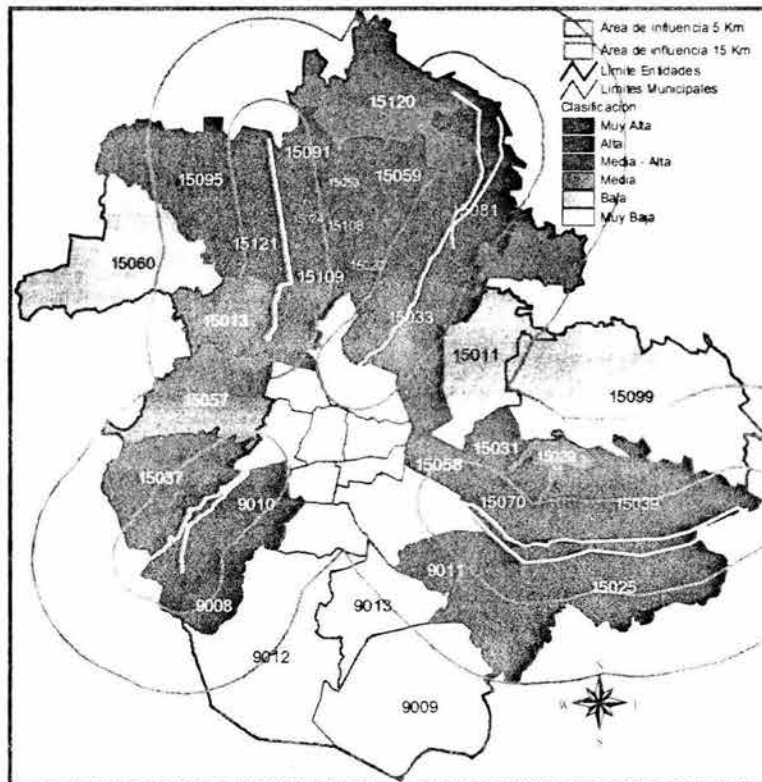 Area de influencia 5 Km
Area de influencia 15 Km
Limite Entidades
Limites Municipales
Clasificacion
Muy Alta
Alta
Media - Alta
Media
Baja
Muy Baja
15120
15091
15095
15059
15081
15121
15108
15060
15109
15013
15033
15011
15057
15099
15031
15058
15037
15070
15039
9010
9011
15025
9008
9013
9012
9009
W
S